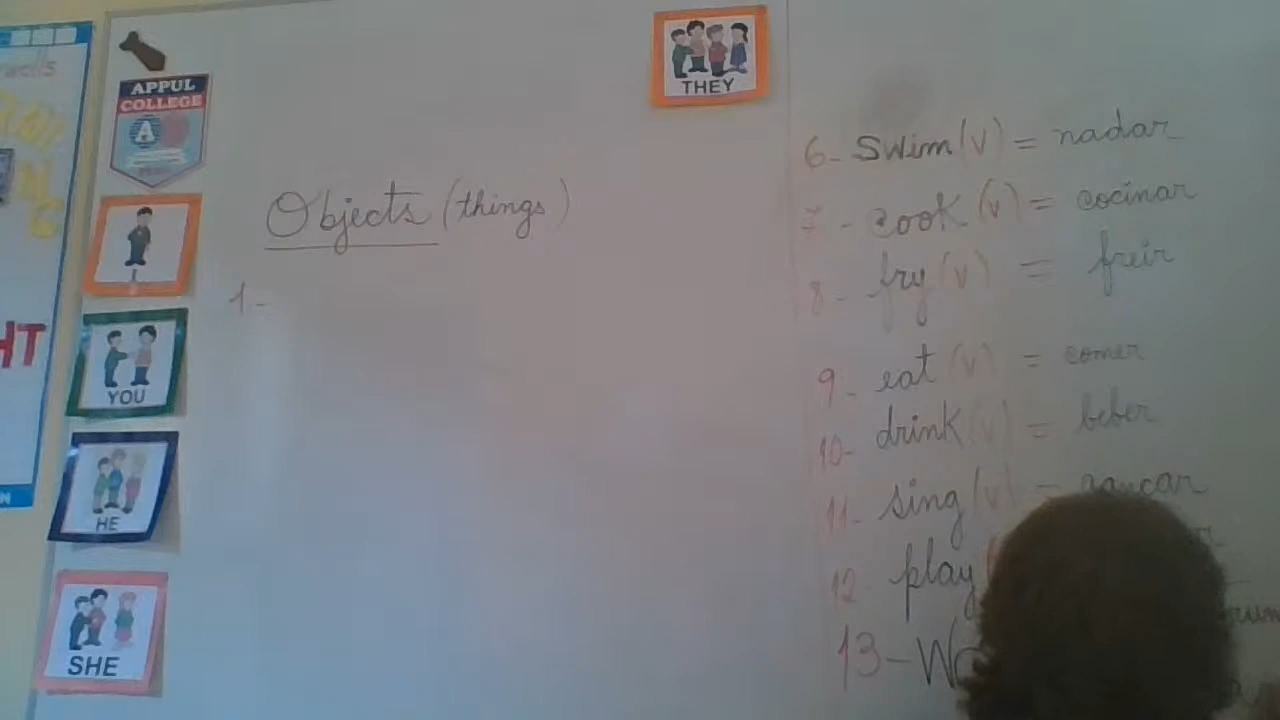 THEY
APPUL
COLLEGE
A
Objects (things)
1-
I
YOU
HE
SHE
HT
6- Swim (v) = nadar
7- cook (v) = cocinar
8- fry (v) = freir
9- eat (v) = comer
10- drink (v) = beber
11- sing (v) =
12- play
13-